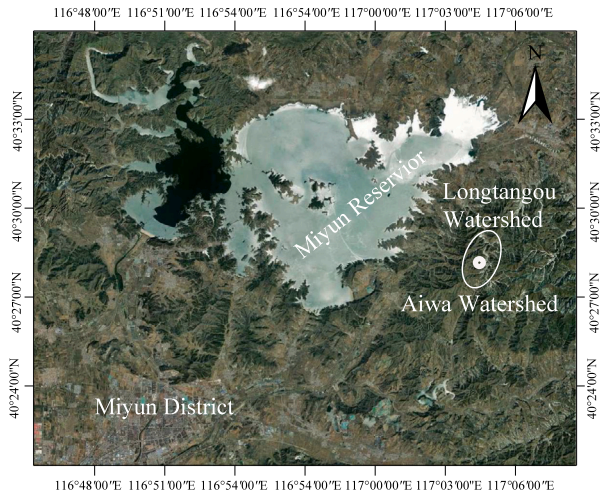 116°48′00″E 116°51′00″E 116°54′00″E 116°54′00″E 117°00′00″E 117°03′00″E 117°06′00″E
N
40°33′00″N
40°33′00″N
Miyun Reservior
Longtangou
Watershed
40°30′00″N
40°30′00″N
Aiwa Watershed
40°27′00″N
40°27′00″N
40°24′00″N
40°24′00″N
Miyun District
116°48′00″E 116°51′00″E 116°54′00″E 116°54′00″E 117°00′00″E 117°03′00″E 117°06′00″E